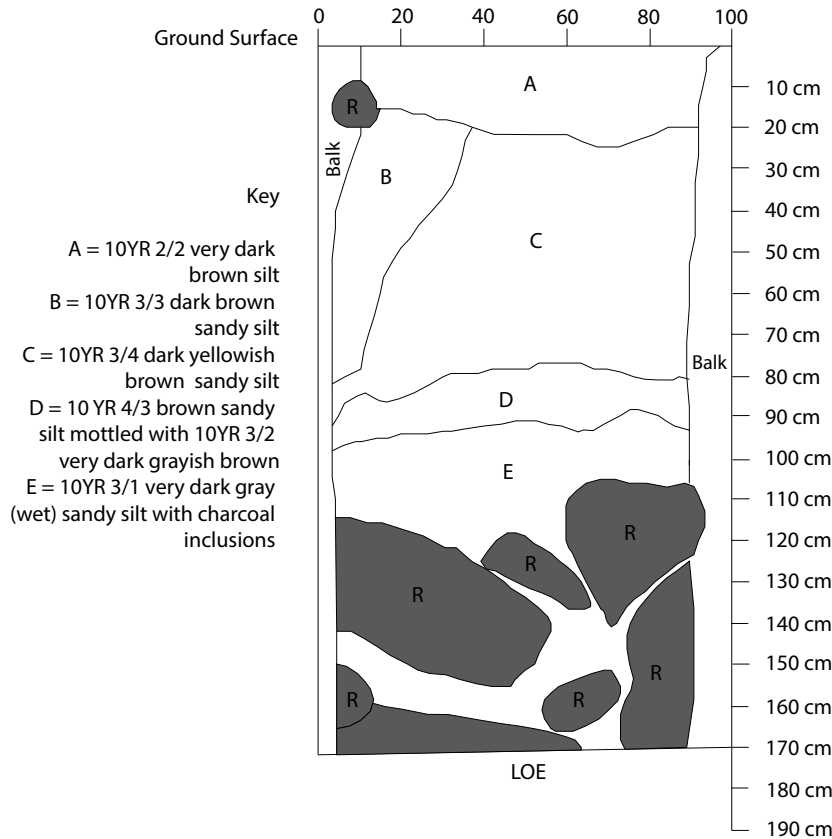 0 20 40 60 80 100
Ground Surface
A
10 cm
R
20 cm
Balk
30 cm
B
Key
40 cm
C
50 cm
A = 10YR 2/2 very dark
brown silt
60 cm
B = 10YR 3/3 dark brown
sandy silt
70 cm
C = 10YR 3/4 dark yellowish
Balk
brown sandy silt
80 cm
D
D = 10 YR 4/3 brown sandy
90 cm
silt mottled with 10YR 3/2
very dark grayish brown
100 cm
E
E = 10YR 3/1 very dark gray
110 cm
(wet) sandy silt with charcoal
inclusions
R
120 cm
R
130 cm
R
140 cm
150 cm
R
R
R
160 cm
170 cm
LOE
180 cm
190 cm